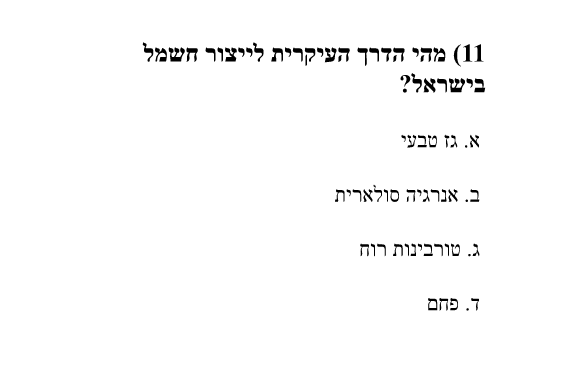 11) מהי הדרך העיקרית לייצור חשמל
בישראל?
א. גז טבעי
ב. אנרגיה סולארית
ג. טורבינות רוח
ד. פחם